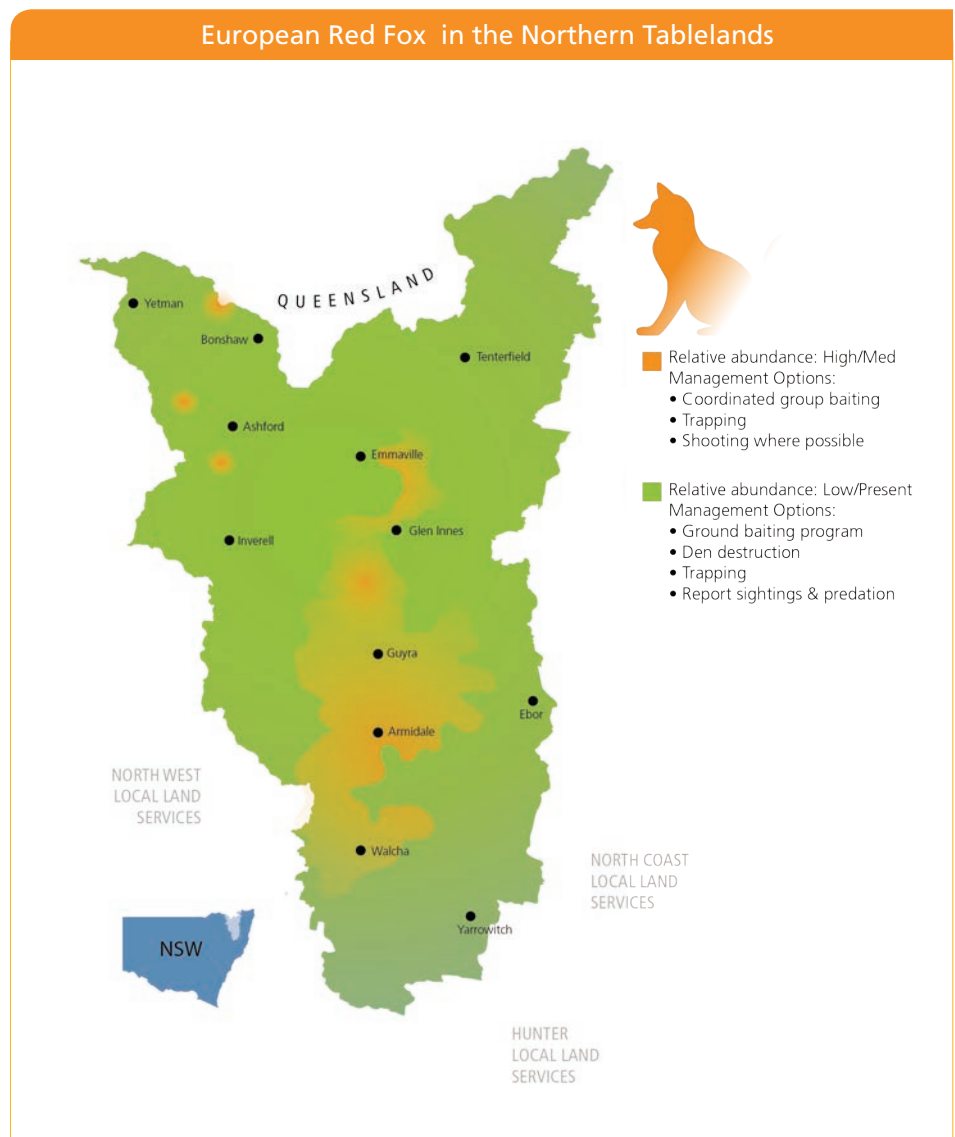 European Red Fox in the Northern Tablelands
QUEENSLAND
Yetman
Bonshaw
Tenterfield
Ashford
Emmaville
Glen Innes
Inverell
Guyra
Ebor
Armidale
Walcha
Yarrowitch
Relative abundance: High/Med
Management Options:
• Coordinated group baiting
• Trapping
• Shooting where possible
Relative abundance: Low/Present
Management Options:
• Ground baiting program
• Den destruction
• Trapping
• Report sightings & predation
NORTH WEST
LOCAL LAND
SERVICES
NORTH COAST
LOCAL LAND
SERVICES
NSW
HUNTER
LOCAL LAND
SERVICES